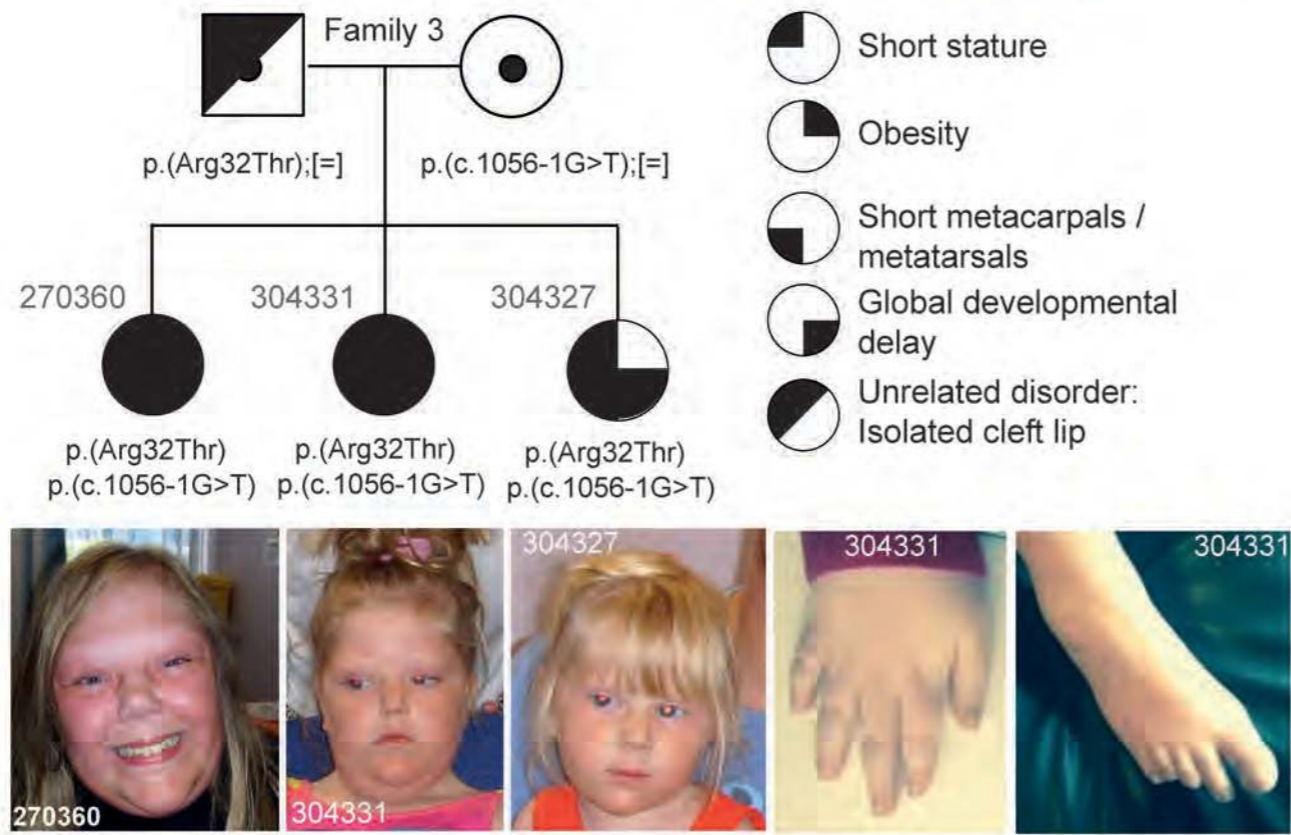 Family 3
p.(Arg32Thr);[=]
p.(c.1056-1G>T);[=]
270360
304331
304327
p.(Arg32Thr)
p.(c.1056-1G>T)
p.(Arg32Thr)
p.(c.1056-1G>T)
p.(Arg32Thr)
p.(c.1056-1G>T)
Short stature
Obesity
Short metacarpals /
metatarsals
Global developmental
delay
Unrelated disorder:
Isolated cleft lip
270360
304331
304327
304331
304331